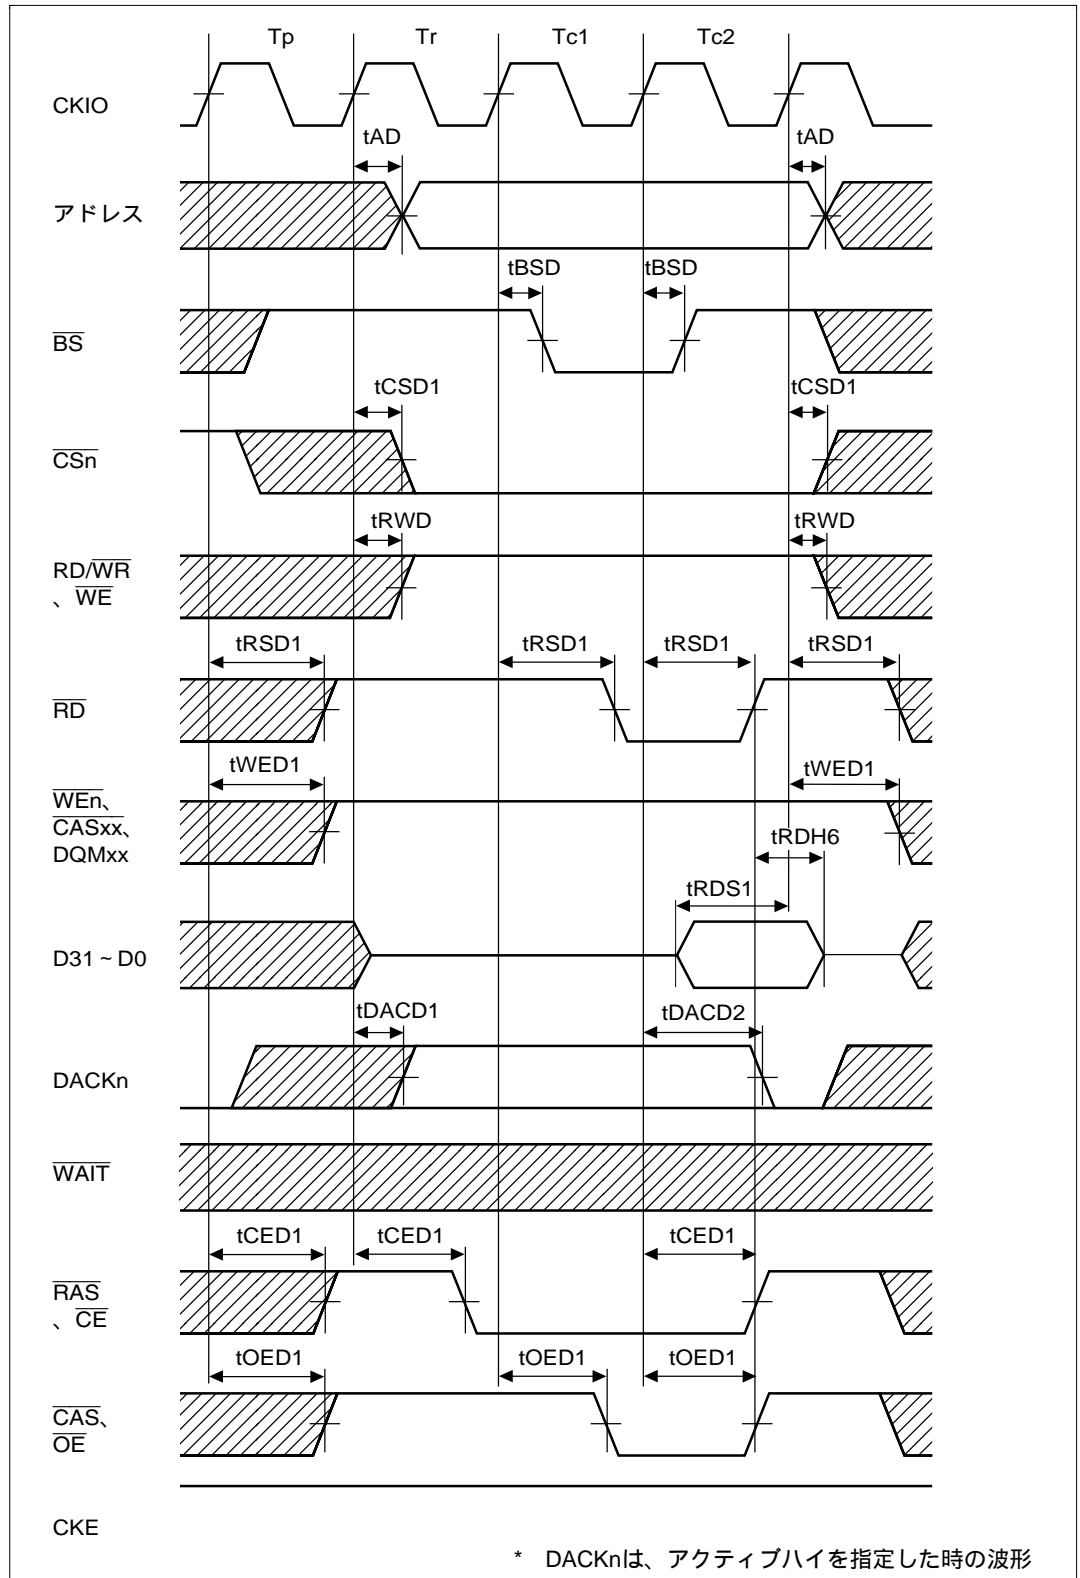 Tp Tr Tc1 Tc2
CKIO
tAD tAD
アドレス
tBSD tBSD
BS
tCSD1 tCSD1
CSn
tRWD tRWD
RD/WR
、WE
tRSD1 tRSD1 tRSD1 tRSD1
RD
tWED1 tWED1
WEn、
CASxx、
DQMxx
tRDH6
tRDS1
D31~D0
tDACD1 tDACD2
DACKn
WAIT
tCED1 tCED1 tCED1
RAS
、CE
tOED1 tOED1 tOED1
CAS、
OE
CKE
* DACKnは、アクティブハイを指定した時の波形